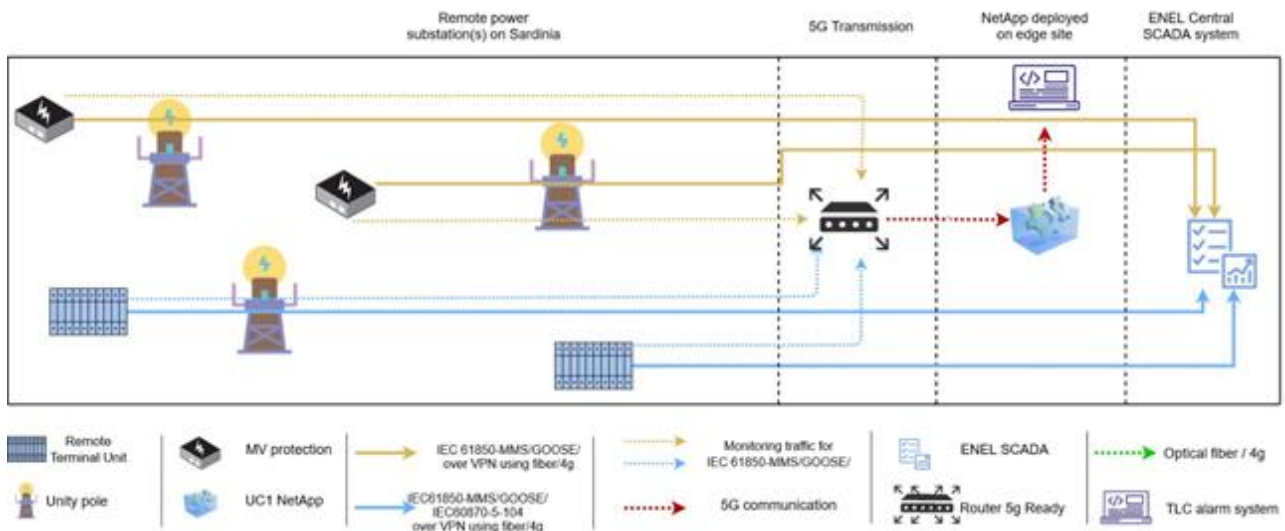 Remote power
substation(s) on Sardinia
5G Transmission
NetApp deployed
on edge site
ENEL Central
SCADA system
Remote
Terminal Unit
MV protection
IEC 61850-MMS/GOOSE/
over VPN using fiber/4g
Monitoring traffic for
IEC 61850-MMS/GOOSE/
ENEL SCADA
Optical fiber / 4g
Unity pole
UC1 NetApp
IEC61850-MMS/GOOSE/
IEC60870-5-104
over VPN using fiber/4g
5G communication
Router 5g Ready
TLC alarm system